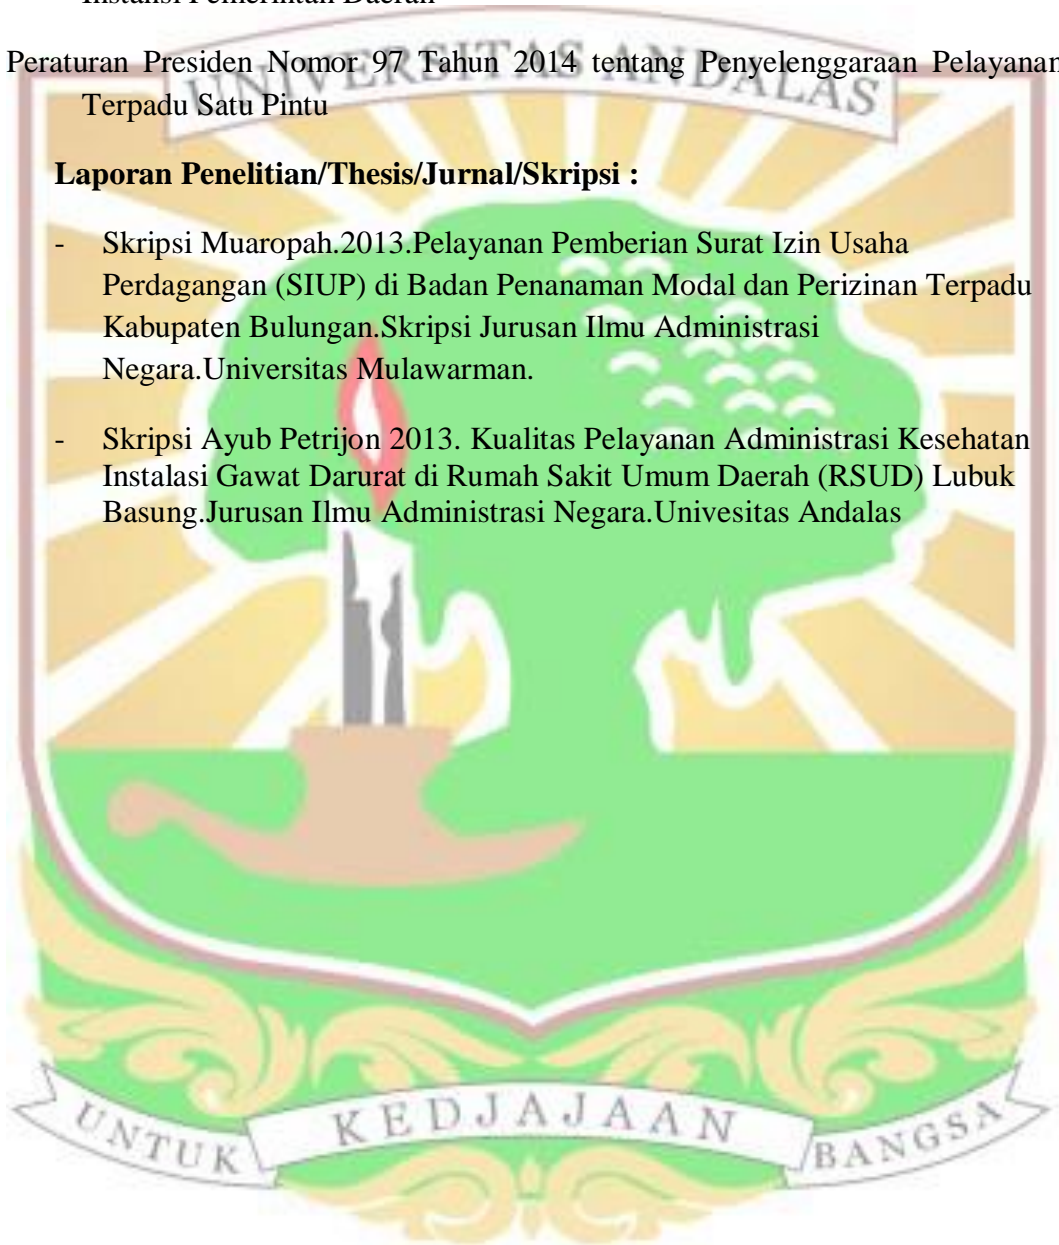 Instansi Pemerintah Daerah
Peraturan Presiden Nomor 97 Tahun 2014 tentang Penyelenggaraan Pelayanan
Terpadu Satu Pintu
UNIVERSITAS ANDALAS
Laporan Penelitian/Thesis/Jurnal/Skripsi :
- Skripsi Muaropah.2013.Pelayanan Pemberian Surat Izin Usaha
Perdagangan (SIUP) di Badan Penanaman Modal dan Perizinan Terpadu
Kabupaten Bulungan.Skripsi Jurusan Ilmu Administrasi
Negara.Universitas Mulawarman.
- Skripsi Ayub Petrijon 2013. Kualitas Pelayanan Administrasi Kesehatan
Instalasi Gawat Darurat di Rumah Sakit Umum Daerah (RSUD) Lubuk
Basung.Jurusan Ilmu Administrasi Negara.Univesitas Andalas
UNTUK KEDJAJAAN BANGSA